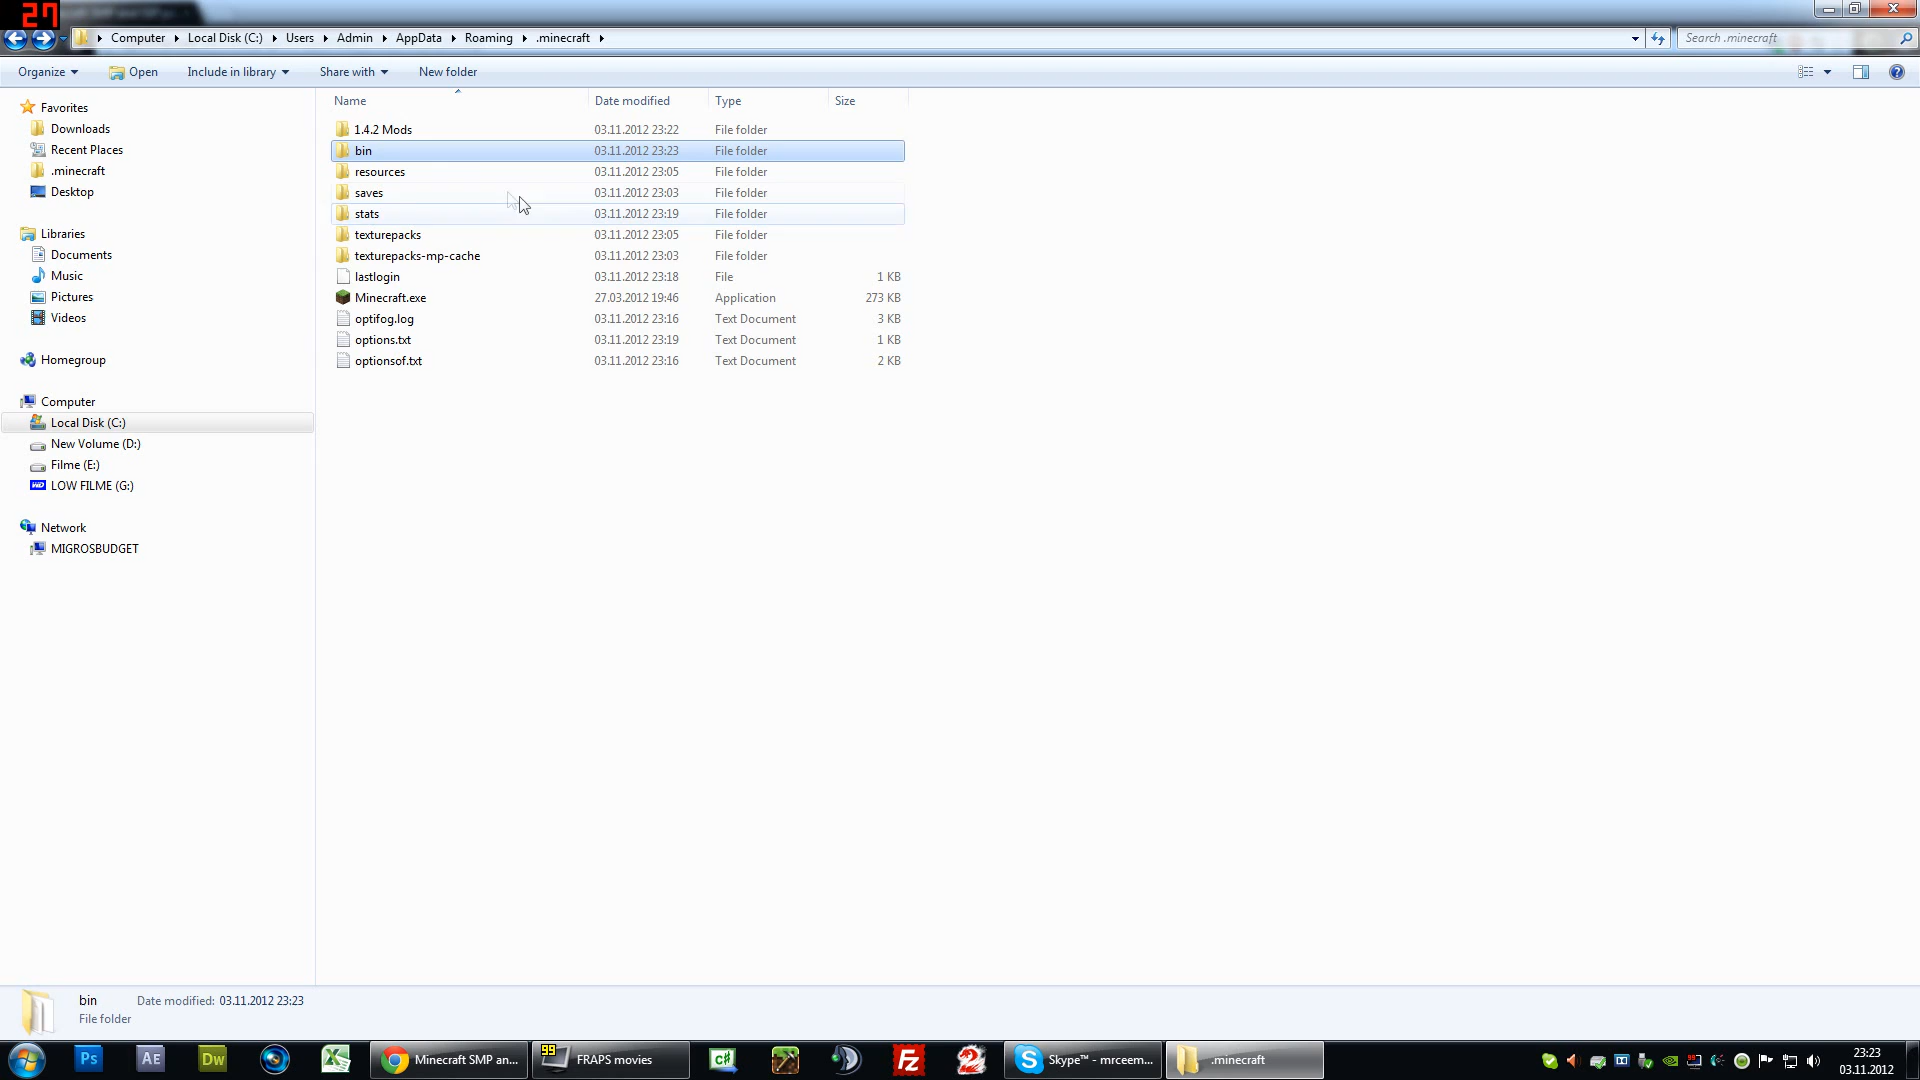 27
Computer Local Disk (C:) Users Admin AppData Roaming .minecraft Search .minecraft
Organize Open Include in library Share with New folder
Name Date modified Type Size
Favorites
Downloads
Recent Places
.minecraft
Desktop
Libraries
Documents
Music
Pictures
Videos
Homegroup
Computer
Local Disk (C:)
New Volume (D:)
Filme (E:)
WD LOW FILME (G:)
Network
MIGROSBUDGET
1.4.2 Mods 03.11.2012 23:22 File folder
bin 03.11.2012 23:23 File folder
resources 03.11.2012 23:05 File folder
saves 03.11.2012 23:03 File folder
stats 03.11.2012 23:19 File folder
texturepacks 03.11.2012 23:05 File folder
texturepacks-mp-cache 03.11.2012 23:03 File folder
lastlogin 03.11.2012 23:18 File 1 KB
Minecraft.exe 27.03.2012 19:46 Application 273 KB
optifog.log 03.11.2012 23:16 Text Document 3 KB
options.txt 03.11.2012 23:19 Text Document 1 KB
optionsof.txt 03.11.2012 23:16 Text Document 2 KB
bin Date modified: 03.11.2012 23:23
File folder
Ps AE Dw Minecraft SMP an... 99 FRAPS movies C# Fz 2 S Skype™ - mrceem... .minecraft
23:23
03.11.2012